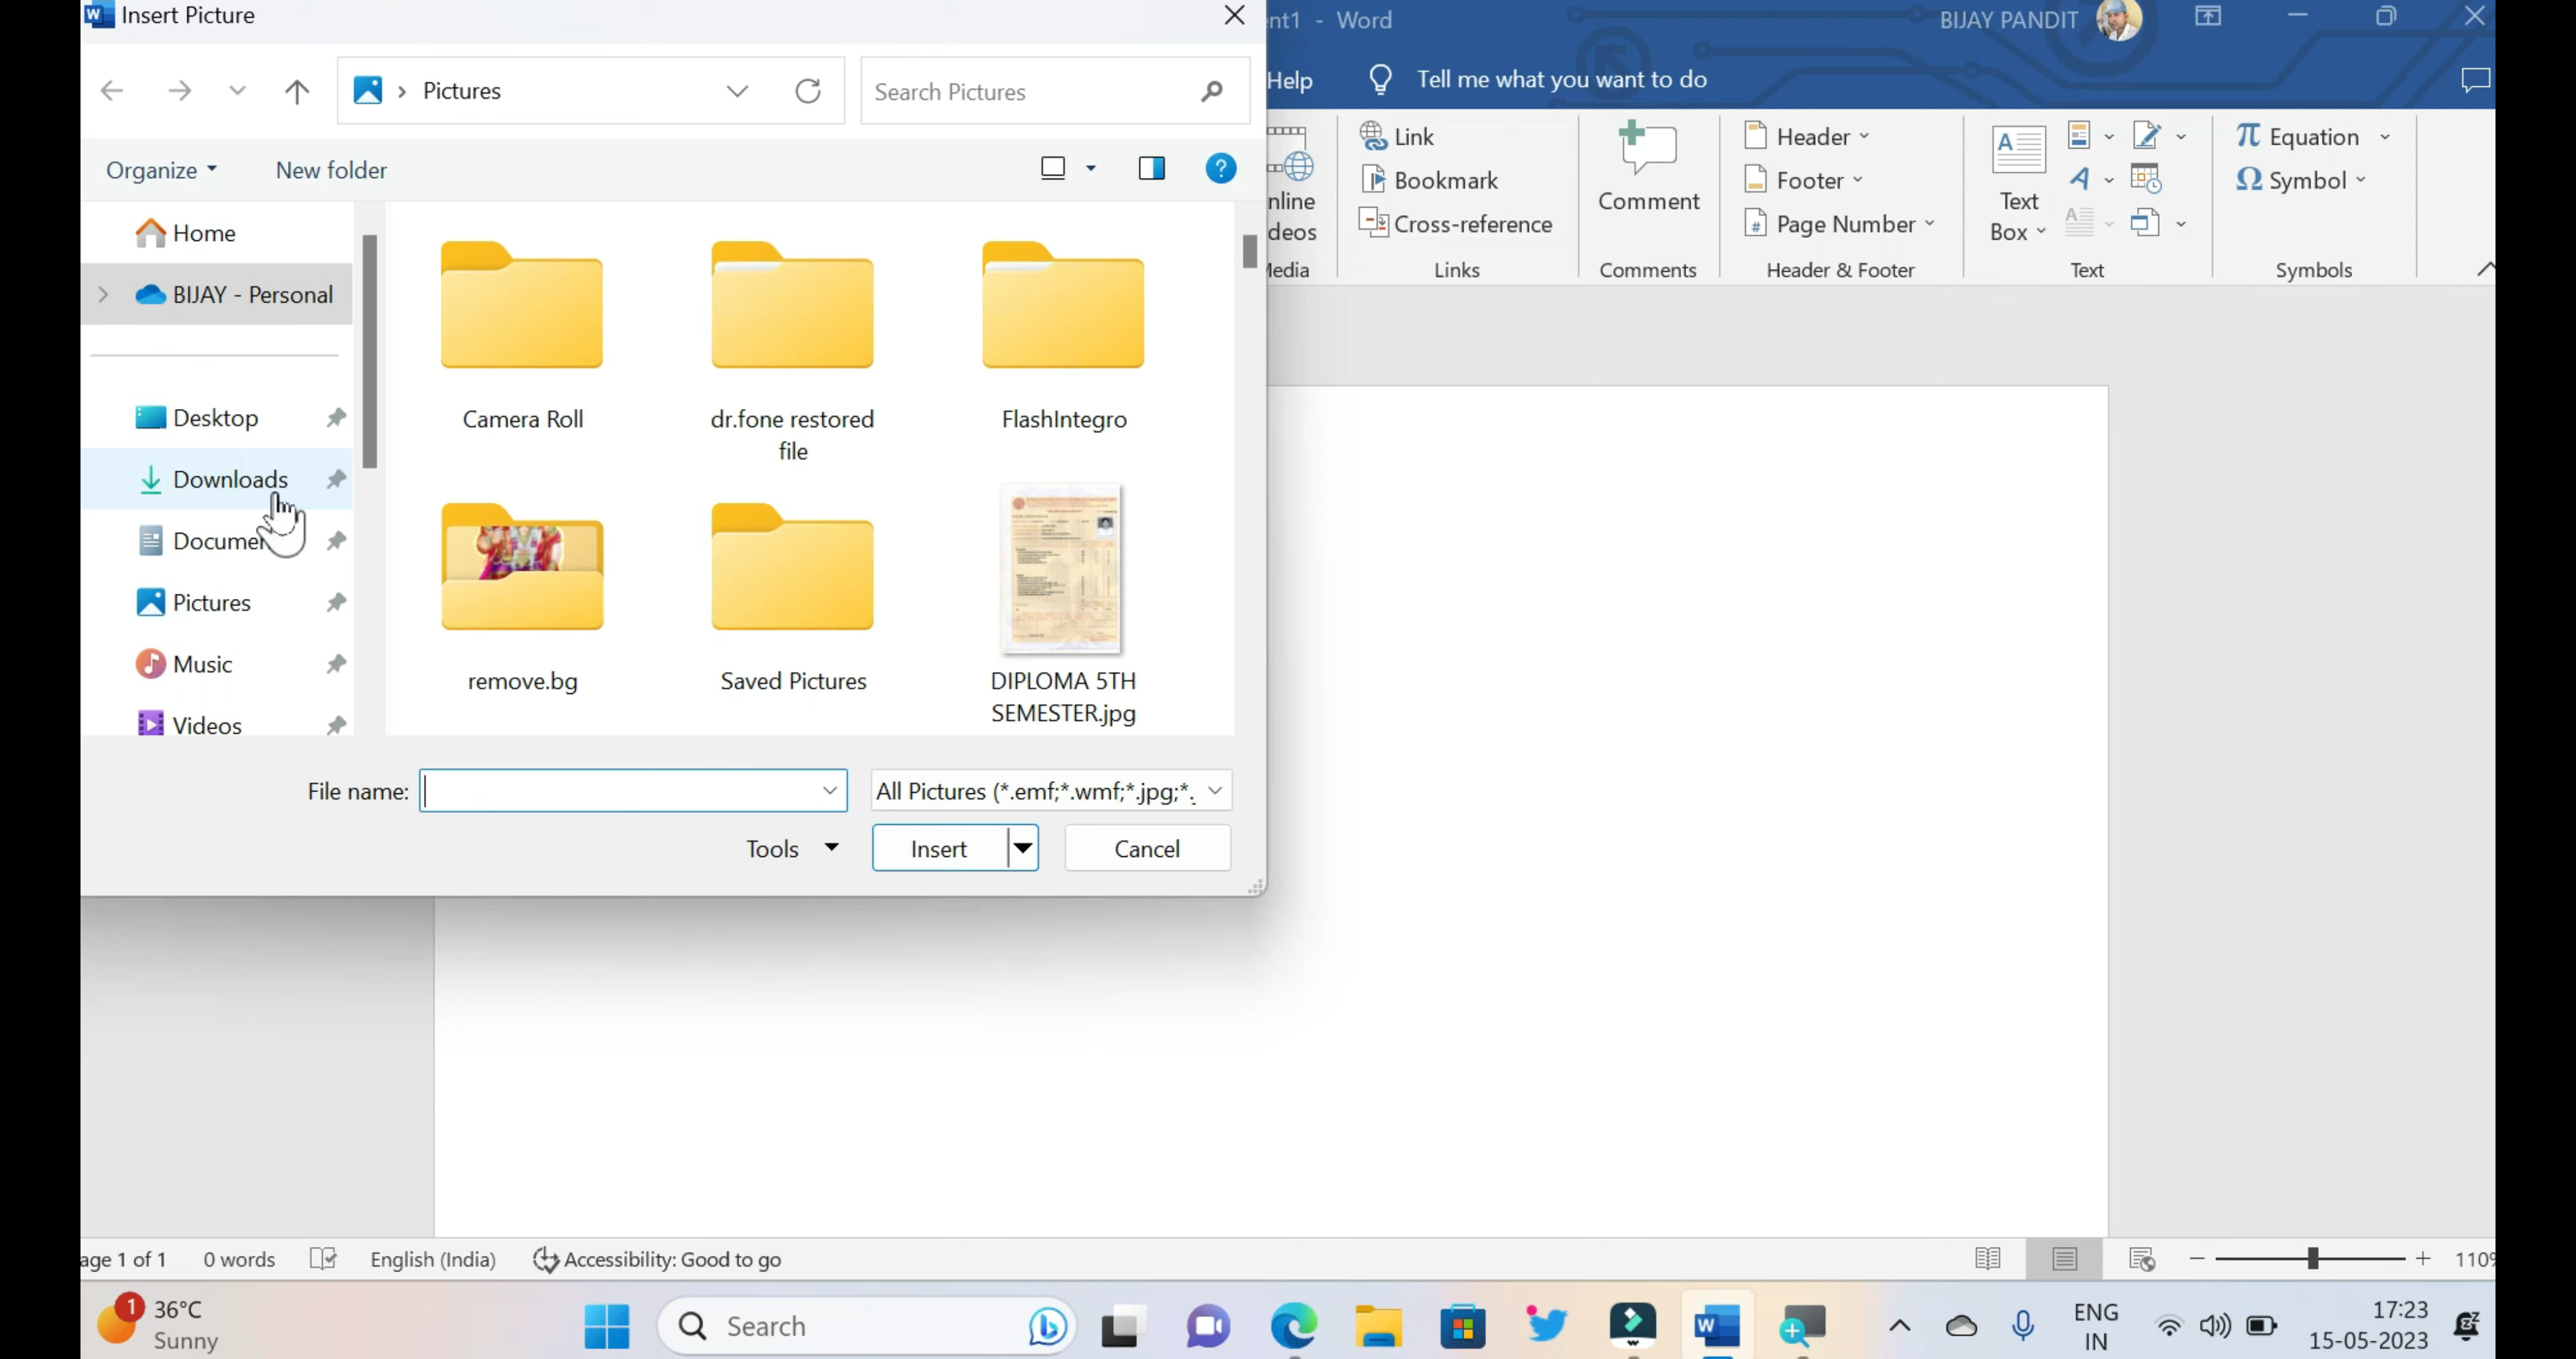 Insert Picture
nt1 - Word
BIJAY PANDIT
Pictures
Search Pictures
Help
Tell me what you want to do
Organize
New folder
Home
BIJAY - Personal
Desktop
Downloads
Documen
Pictures
Music
Videos
Camera Roll
dr.fone restored
file
FlashIntegro
remove.bg
Saved Pictures
DIPLOMA 5TH
SEMESTER.jpg
File name:
All Pictures (*.emf;*.wmf;*.jpg;*.
Tools
Insert
Cancel
nline
deos
Media
Link
Bookmark
Cross-reference
Links
Comment
Comments
Header
Footer
Page Number
Header & Footer
Text
Box
Text
Equation
Symbol
Symbols
age 1 of 1
0 words
English (India)
Accessibility: Good to go
110%
1
36°C
Sunny
Search
ENG
IN
17:23
15-05-2023